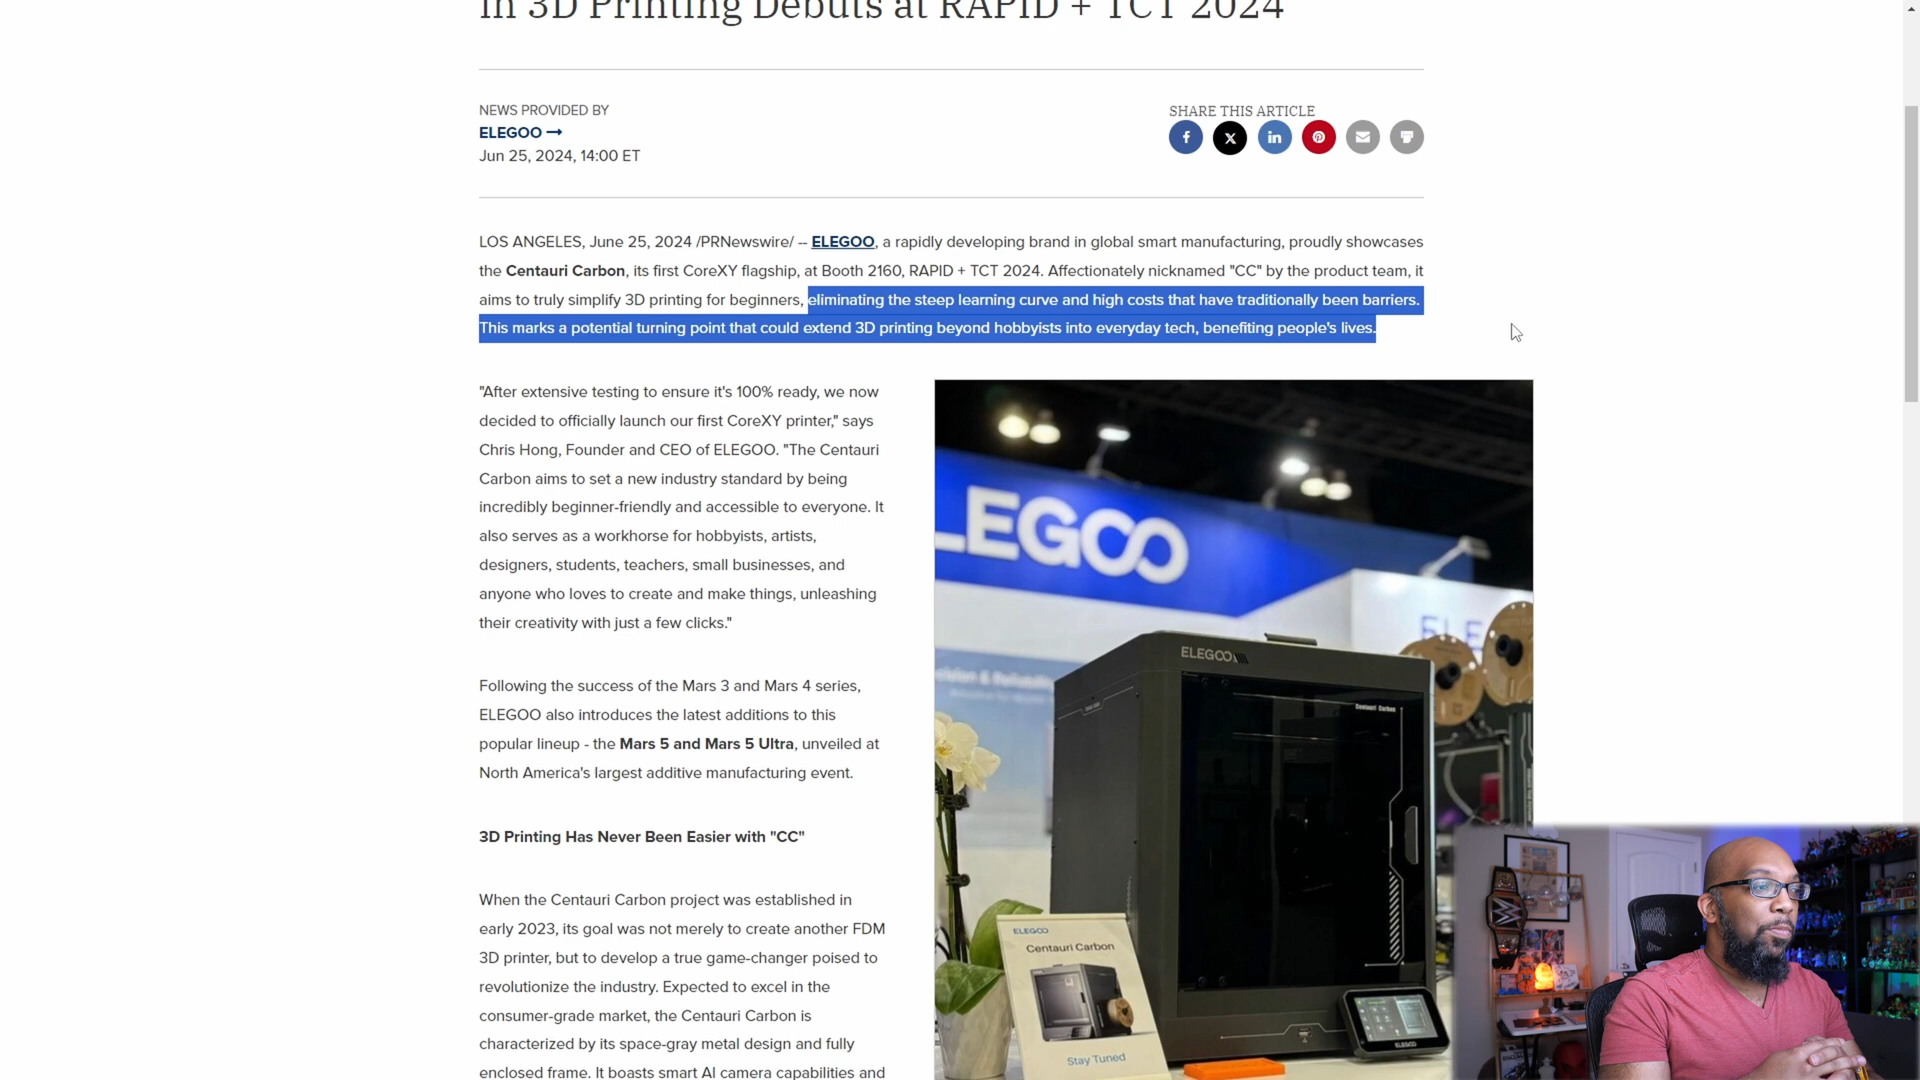 in 3D Printing Debuts at RAPID + TCT 2024
NEWS PROVIDED BY
ELEGOO
Jun 25, 2024, 14:00 ET
SHARE THIS ARTICLE
LOS ANGELES, June 25, 2024 /PRNewswire/ -- ELEGOO, a rapidly developing brand in global smart manufacturing, proudly showcases
the Centauri Carbon, its first CoreXY flagship, at Booth 2160, RAPID + TCT 2024. Affectionately nicknamed "CC" by the product team, it
aims to truly simplify 3D printing for beginners, eliminating the steep learning curve and high costs that have traditionally been barriers.
This marks a potential turning point that could extend 3D printing beyond hobbyists into everyday tech, benefiting people's lives.
"After extensive testing to ensure it's 100% ready, we now
decided to officially launch our first CoreXY printer," says
Chris Hong, Founder and CEO of ELEGOO. "The Centauri
Carbon aims to set a new industry standard by being
incredibly beginner-friendly and accessible to everyone. It
also serves as a workhorse for hobbyists, artists,
designers, students, teachers, small businesses, and
anyone who loves to create and make things, unleashing
their creativity with just a few clicks."
Following the success of the Mars 3 and Mars 4 series,
ELEGOO also introduces the latest additions to this
popular lineup - the Mars 5 and Mars 5 Ultra, unveiled at
North America's largest additive manufacturing event.
3D Printing Has Never Been Easier with "CC"
When the Centauri Carbon project was established in
early 2023, its goal was not merely to create another FDM
3D printer, but to develop a true game-changer poised to
revolutionize the industry. Expected to excel in the
consumer-grade market, the Centauri Carbon is
characterized by its space-gray metal design and fully
enclosed frame. It boasts smart AI camera capabilities and
LEGOO
ELE
ELEGOO
Centauri Carbon
ELEGOO
Centauri Carbon
Stay Tuned
ELEGOO